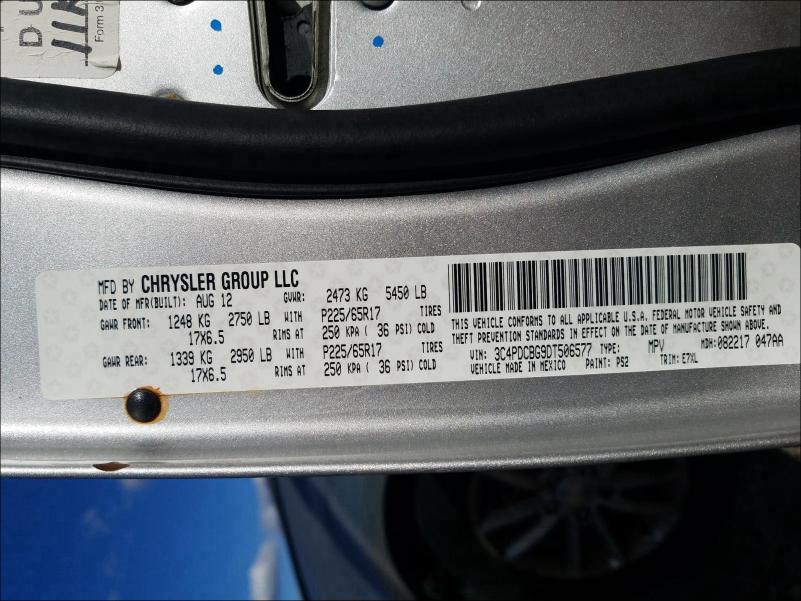 DU
Form 3
MFD BY CHRYSLER GROUP LLC
DATE OF MFR(BUILT): AUG 12 GVWR: 2473 KG 5450 LB
GAWR FRONT: 1248 KG 2750 LB WITH P225/65R17 TIRES
17X6.5 RIMS AT 250 KPA ( 36 PSI) COLD
GAWR REAR: 1339 KG 2950 LB WITH P225/65R17 TIRES
17X6.5 RIMS AT 250 KPA ( 36 PSI) COLD
THIS VEHICLE CONFORMS TO ALL APPLICABLE U.S.A. FEDERAL MOTOR VEHICLE SAFETY AND
THEFT PREVENTION STANDARDS IN EFFECT ON THE DATE OF MANUFACTURE SHOWN ABOVE.
VIN: 3C4PDCBG9DT506577 TYPE: MPV MDH: 082217 047AA
VEHICLE MADE IN MEXICO PAINT: PS2 TRIM: E7XL